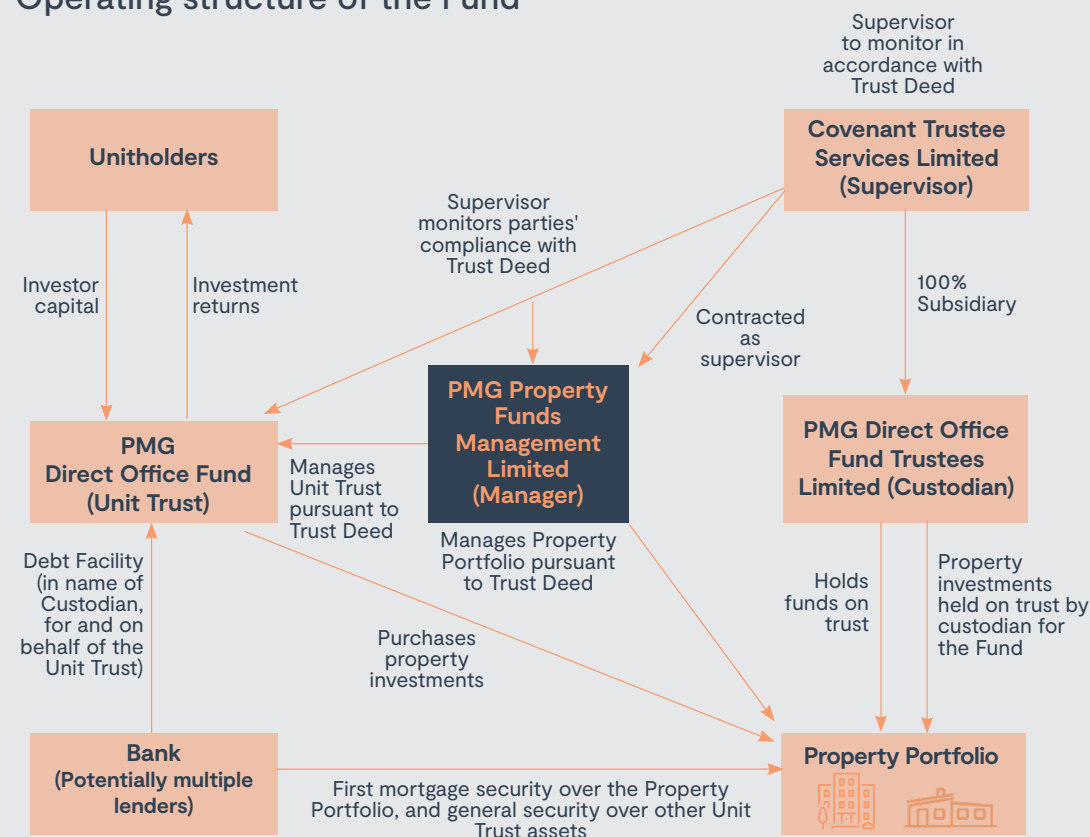 Operating structure of the Fund
Supervisor
to monitor in
accordance with
Trust Deed
Unitholders
Covenant Trustee
Services Limited
(Supervisor)
Supervisor
monitors parties'
compliance with
Trust Deed
Investor
capital
Investment
returns
100%
Subsidiary
Contracted
as
supervisor
PMG
Direct Office Fund
(Unit Trust)
PMG Property
Funds
Management
Limited
(Manager)
PMG Direct Office
Fund Trustees
Limited (Custodian)
Manages
Unit Trust
pursuant to
Trust Deed
Manages Property
Portfolio pursuant
to Trust Deed
Debt Facility
(in name of
Custodian,
for and on
behalf of the
Unit Trust)
Holds
funds on
trust
Property
investments
held on trust by
custodian for
the Fund
Purchases
property
investments
Bank
(Potentially multiple
lenders)
Property Portfolio
First mortgage security over the Property
Portfolio, and general security over other Unit
Trust assets